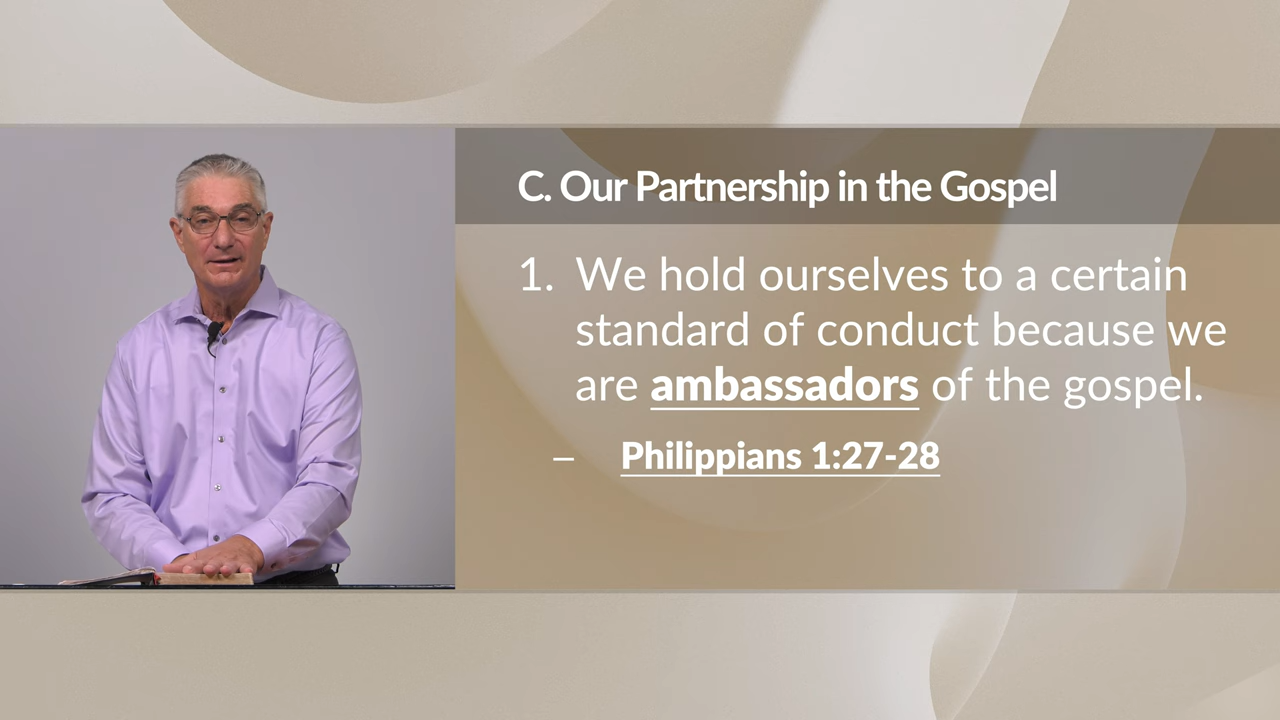 C. Our Partnership in the Gospel
1. We hold ourselves to a certain
standard of conduct because we
are ambassadors of the gospel.
– Philippians 1:27-28